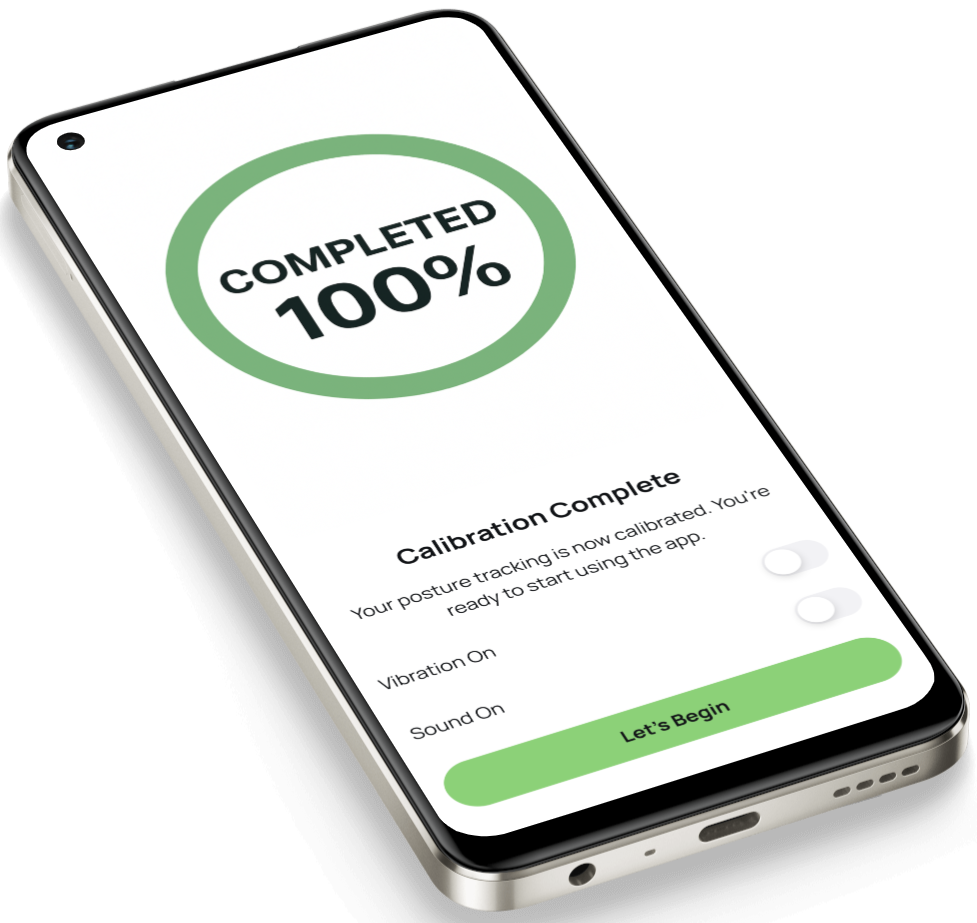 COMPLETED
100%
Calibration Complete
Your posture tracking is now calibrated. You're
ready to start using the app.
Vibration On
Sound On
Let's Begin